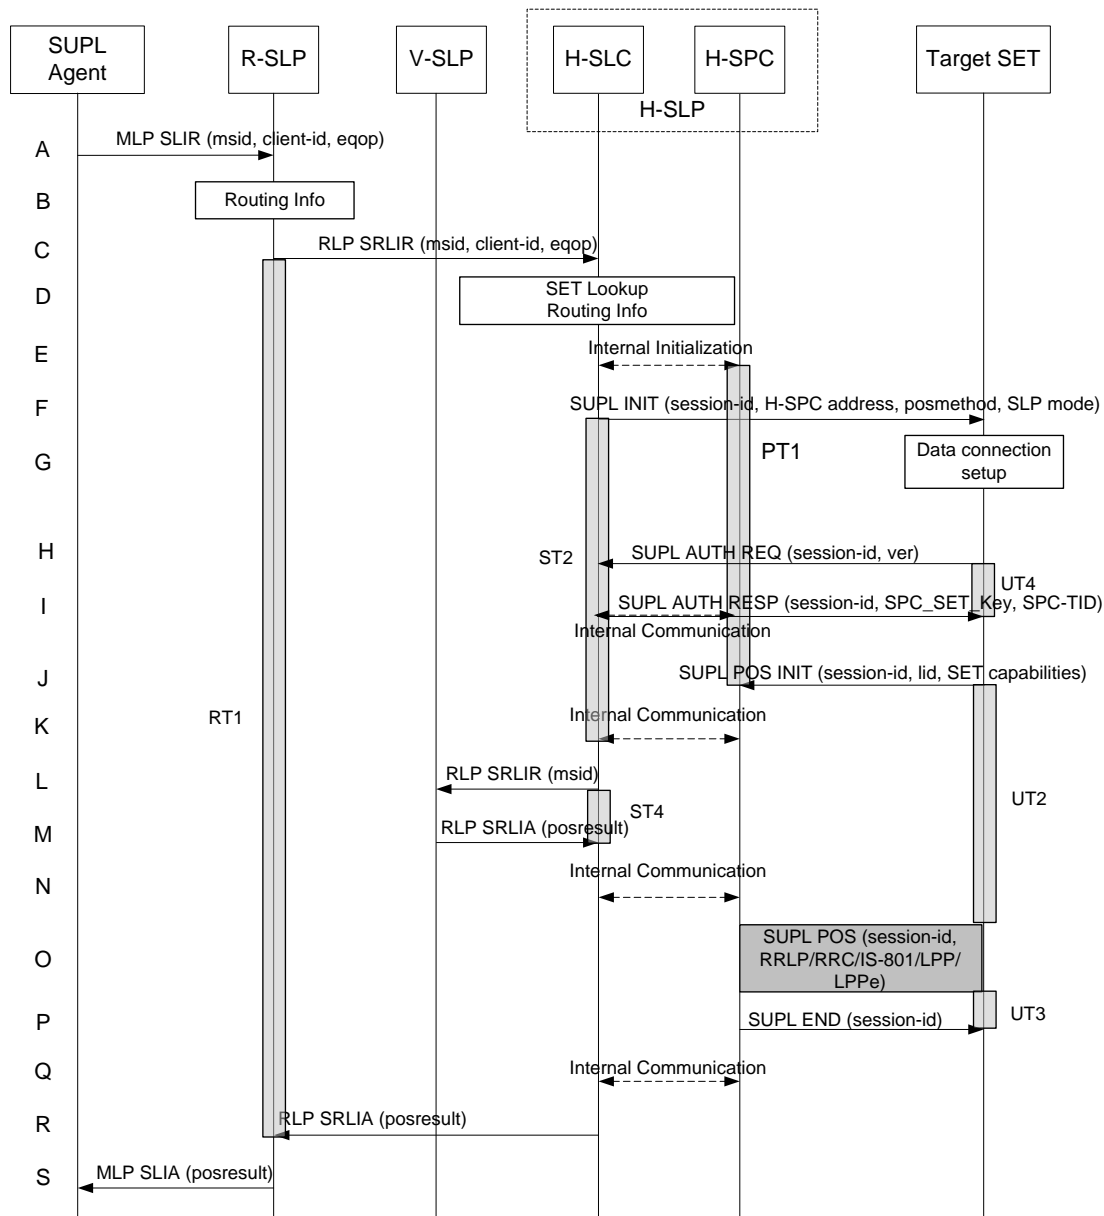 SUPL
Agent
R-SLP
V-SLP
H-SLC
H-SPC
Target SET
H-SLP
A
MLP SLIR (msid, client-id, eqop)
B
Routing Info
C
RLP SRLIR (msid, client-id, eqop)
D
SET Lookup
Routing Info
E
Internal Initialization
F
SUPL INIT (session-id, H-SPC address, posmethod, SLP mode)
G
PT1
Data connection
setup
H
ST2
SUPL AUTH REQ (session-id, ver)
UT4
I
SUPL AUTH RESP (session-id, SPC_SET_Key, SPC-TID)
Internal Communication
J
SUPL POS INIT (session-id, lid, SET capabilities)
RT1
K
Internal Communication
L
RLP SRLIR (msid)
UT2
ST4
M
RLP SRLIA (posresult)
Internal Communication
N
O
SUPL POS (session-id,
RRLP/RRC/IS-801/LPP/
LPPe)
P
SUPL END (session-id)
UT3
Q
Internal Communication
R
RLP SRLIA (posresult)
S
MLP SLIA (posresult)